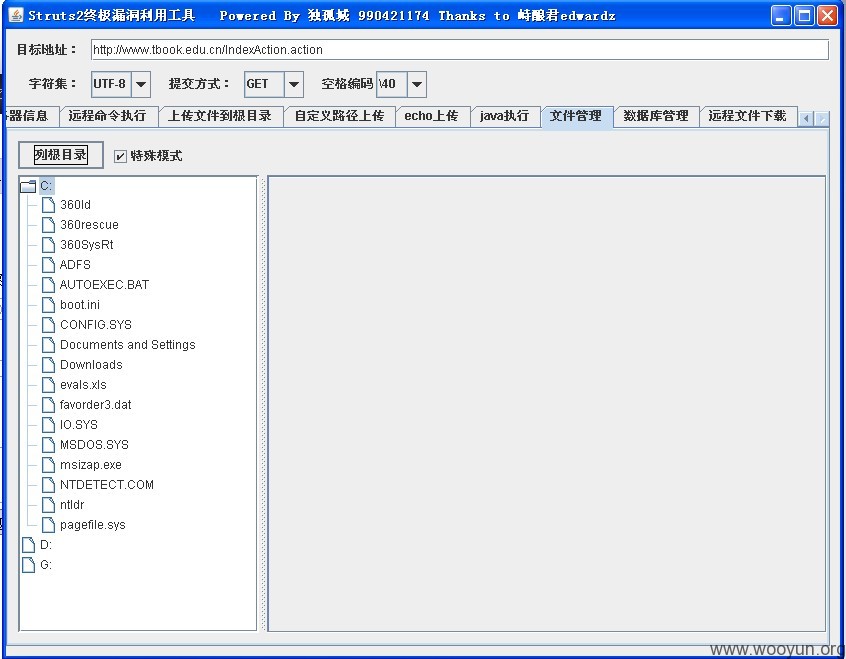 Struts2终极漏洞利用工具 Powered By 独孤城 990421174 Thanks to 峙酿君edwardz
目标地址： http://www.tbook.edu.cn/IndexAction.action
字符集： UTF-8 提交方式： GET 空格编码 \40
器信息 远程命令执行 上传文件到根目录 自定义路径上传 echo上传 java执行 文件管理 数据库管理 远程文件下载
列根目录 特殊模式
C:
360ld
360rescue
360SysRt
ADFS
AUTOEXEC.BAT
boot.ini
CONFIG.SYS
Documents and Settings
Downloads
evals.xls
favorder3.dat
IO.SYS
MSDOS.SYS
msizap.exe
NTDETECT.COM
ntldr
pagefile.sys
D:
G:
www.wooyun.org